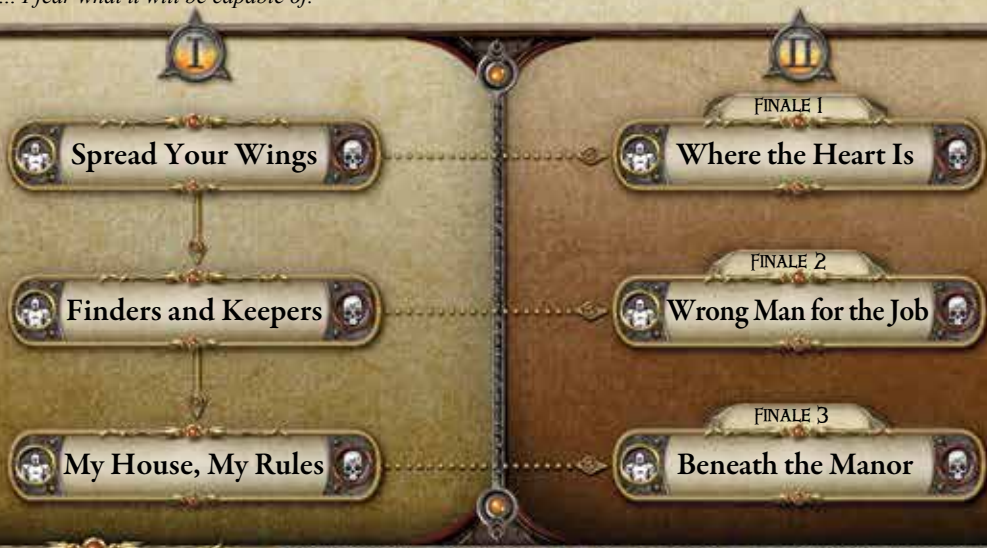 ... I fear what it will be capable of.
I
II
FINALE 1
Spread Your Wings
Where the Heart Is
FINALE 2
Finders and Keepers
Wrong Man for the Job
FINALE 3
My House, My Rules
Beneath the Manor